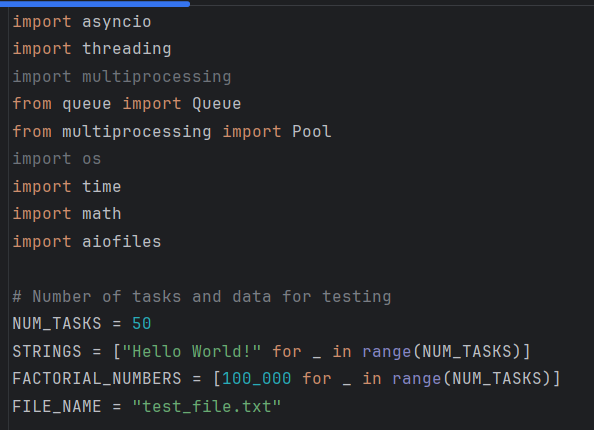 import asyncio
import threading
import multiprocessing
from queue import Queue
from multiprocessing import Pool
import os
import time
import math
import aiofiles
# Number of tasks and data for testing
NUM_TASKS = 50
STRINGS = ["Hello World!" for _ in range(NUM_TASKS)]
FACTORIAL_NUMBERS = [100_000 for _ in range(NUM_TASKS)]
FILE_NAME = "test_file.txt"